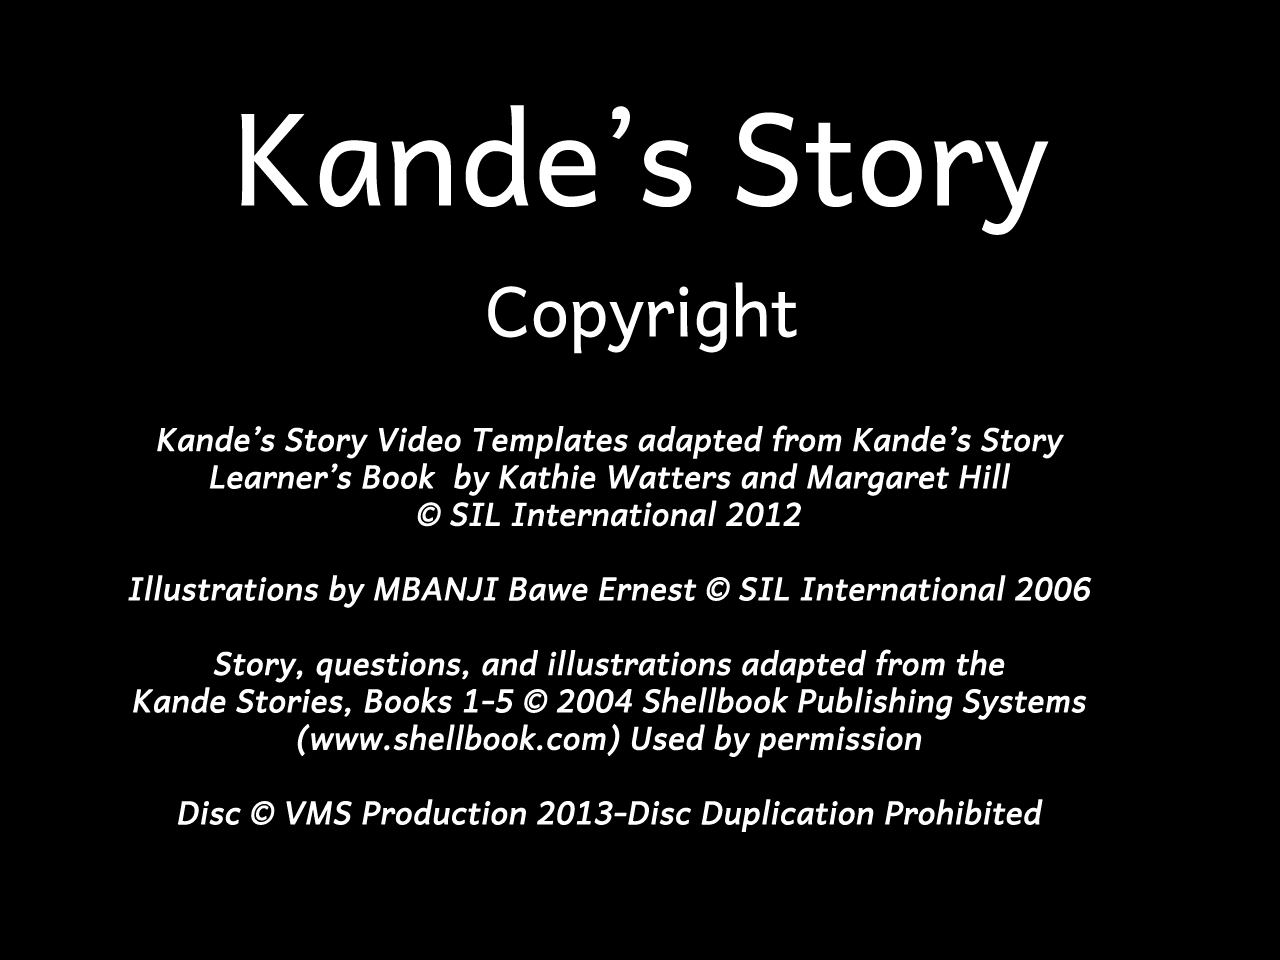 Kande’s Story
Copyright
Kande’s Story Video Templates adapted from Kande’s Story
Learner’s Book  by Kathie Watters and Margaret Hill
© SIL International 2012
Illustrations by MBANJI Bawe Ernest © SIL International 2006
Story, questions, and illustrations adapted from the
Kande Stories, Books 1-5 © 2004 Shellbook Publishing Systems
(www.shellbook.com) Used by permission
Disc © VMS Production 2013-Disc Duplication Prohibited